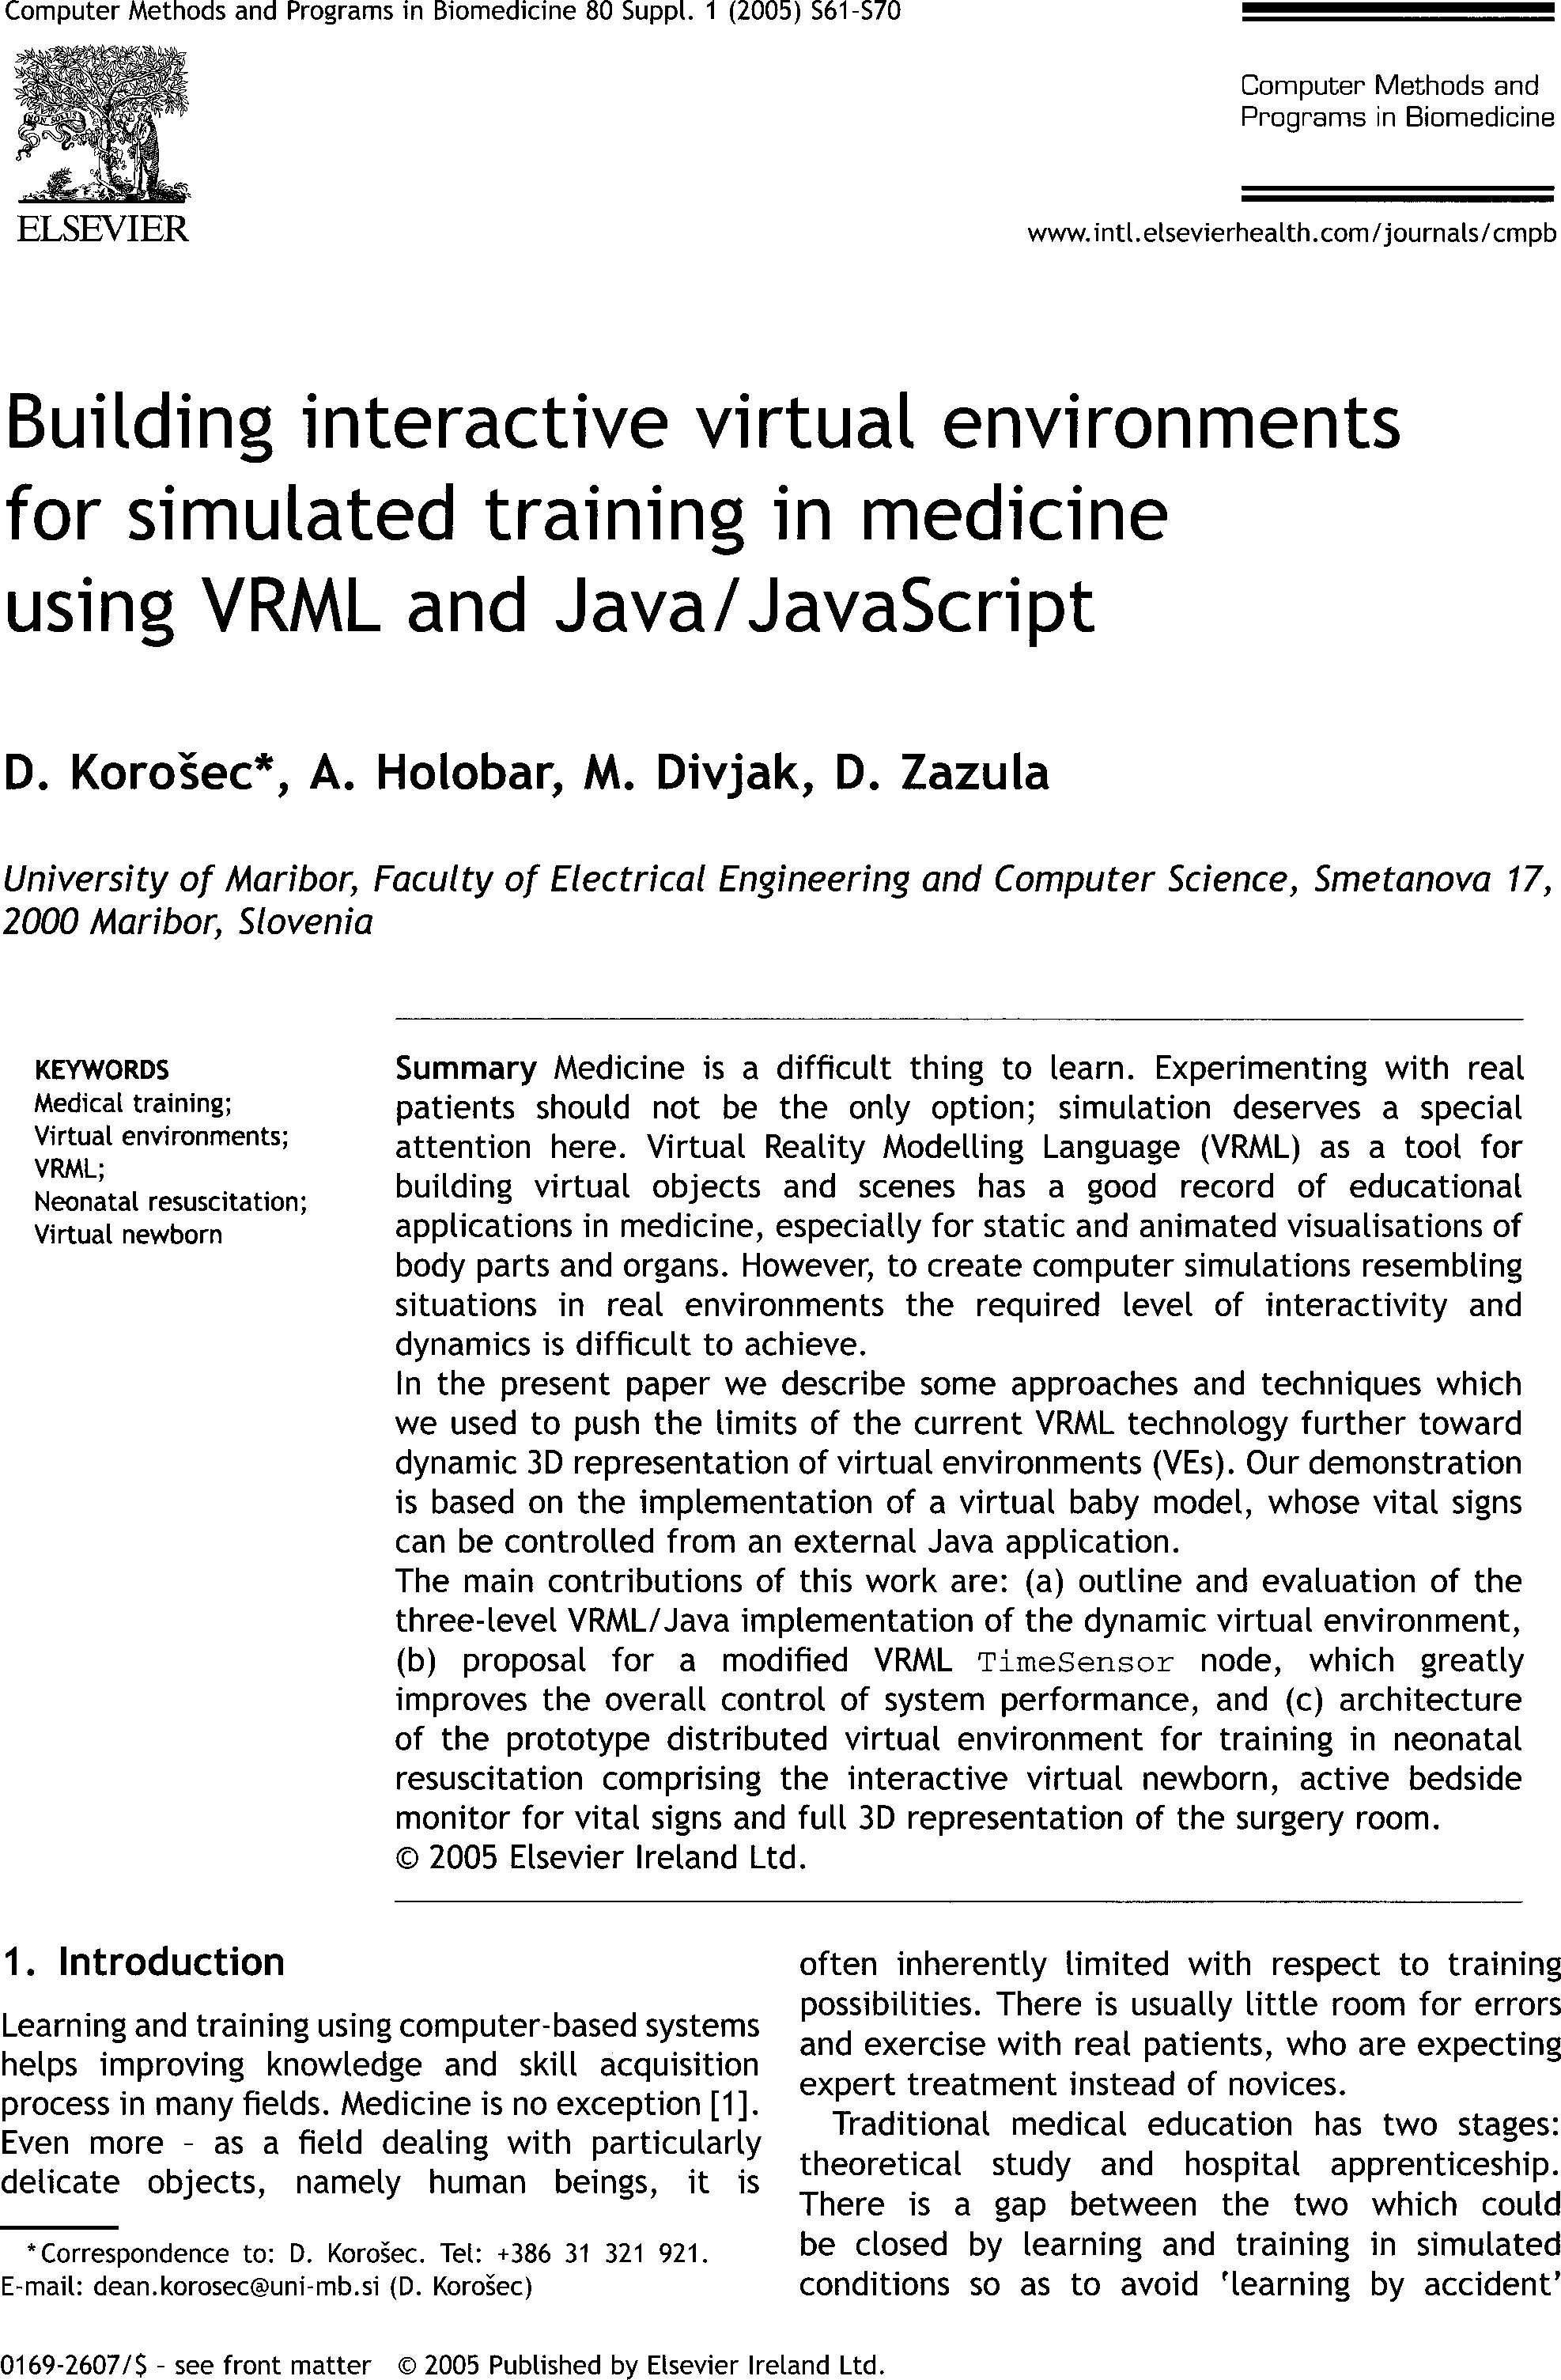 Computer Methods and Programs in Biomedicine 80 Suppl. 1 (2005) S61-S70
NON SOLUS
ELSEVIER
Computer Methods and
Programs in Biomedicine
www.intl.elsevierhealth.com/journals/cmpb
Building interactive virtual environments
for simulated training in medicine
using VRML and Java/JavaScript
D. Korošec*, A. Holobar, M. Divjak, D. Zazula
University of Maribor, Faculty of Electrical Engineering and Computer Science, Smetanova 17,
2000 Maribor, Slovenia
KEYWORDS
Medical training;
Virtual environments;
VRML;
Neonatal resuscitation;
Virtual newborn
Summary Medicine is a difficult thing to learn. Experimenting with real
patients should not be the only option; simulation deserves a special
attention here. Virtual Reality Modelling Language (VRML) as a tool for
building virtual objects and scenes has a good record of educational
applications in medicine, especially for static and animated visualisations of
body parts and organs. However, to create computer simulations resembling
situations in real environments the required level of interactivity and
dynamics is difficult to achieve.
In the present paper we describe some approaches and techniques which
we used to push the limits of the current VRML technology further toward
dynamic 3D representation of virtual environments (VEs). Our demonstration
is based on the implementation of a virtual baby model, whose vital signs
can be controlled from an external Java application.
The main contributions of this work are: (a) outline and evaluation of the
three-level VRML/Java implementation of the dynamic virtual environment,
(b) proposal for a modified VRML TimeSensor node, which greatly
improves the overall control of system performance, and (c) architecture
of the prototype distributed virtual environment for training in neonatal
resuscitation comprising the interactive virtual newborn, active bedside
monitor for vital signs and full 3D representation of the surgery room.
© 2005 Elsevier Ireland Ltd.
1. Introduction
Learning and training using computer-based systems
helps improving knowledge and skill acquisition
process in many fields. Medicine is no exception [1].
Even more - as a field dealing with particularly
delicate objects, namely human beings, it is
*Correspondence to: D. Korošec. Tel: +386 31 321 921.
E-mail: dean.korosec@uni-mb.si (D. Korošec)
often inherently limited with respect to training
possibilities. There is usually little room for errors
and exercise with real patients, who are expecting
expert treatment instead of novices.
Traditional medical education has two stages:
theoretical study and hospital apprenticeship.
There is a gap between the two which could
be closed by learning and training in simulated
conditions so as to avoid 'learning by accident'
0169-2607/$ - see front matter © 2005 Published by Elsevier Ireland Ltd.